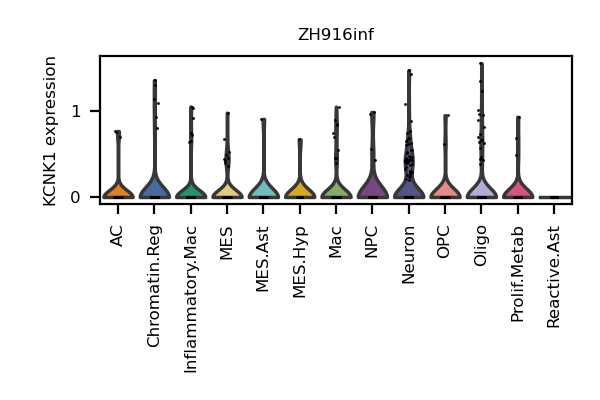 ZH916inf
KCNK1 expression
1
0
AC
Chromatin.Reg
Inflammatory.Mac
MES
MES.Ast
MES.Hyp
Mac
NPC
Neuron
OPC
Oligo
Prolif.Metab
Reactive.Ast